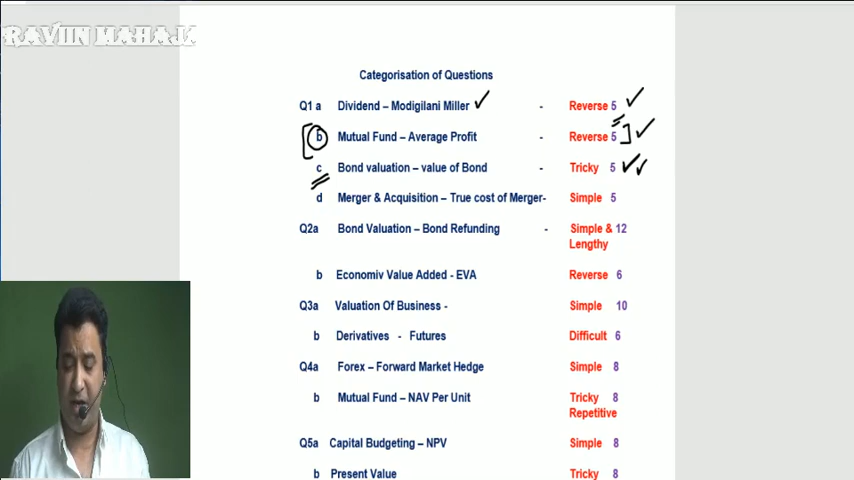 RAVIIN MAHAJ
Categorisation of Questions
Q1 a Dividend – Modigilani Miller - Reverse 5
b Mutual Fund – Average Profit - Reverse 5
c Bond valuation – value of Bond - Tricky 5
d Merger & Acquisition – True cost of Merger- Simple 5
Q2a Bond Valuation – Bond Refunding - Simple & 12
Lengthy
b Economiv Value Added - EVA Reverse 6
Q3a Valuation Of Business - Simple 10
b Derivatives - Futures Difficult 6
Q4a Forex – Forward Market Hedge Simple 8
b Mutual Fund – NAV Per Unit Tricky 8
Repetitive
Q5a Capital Budgeting – NPV Simple 8
b Present Value Tricky 8